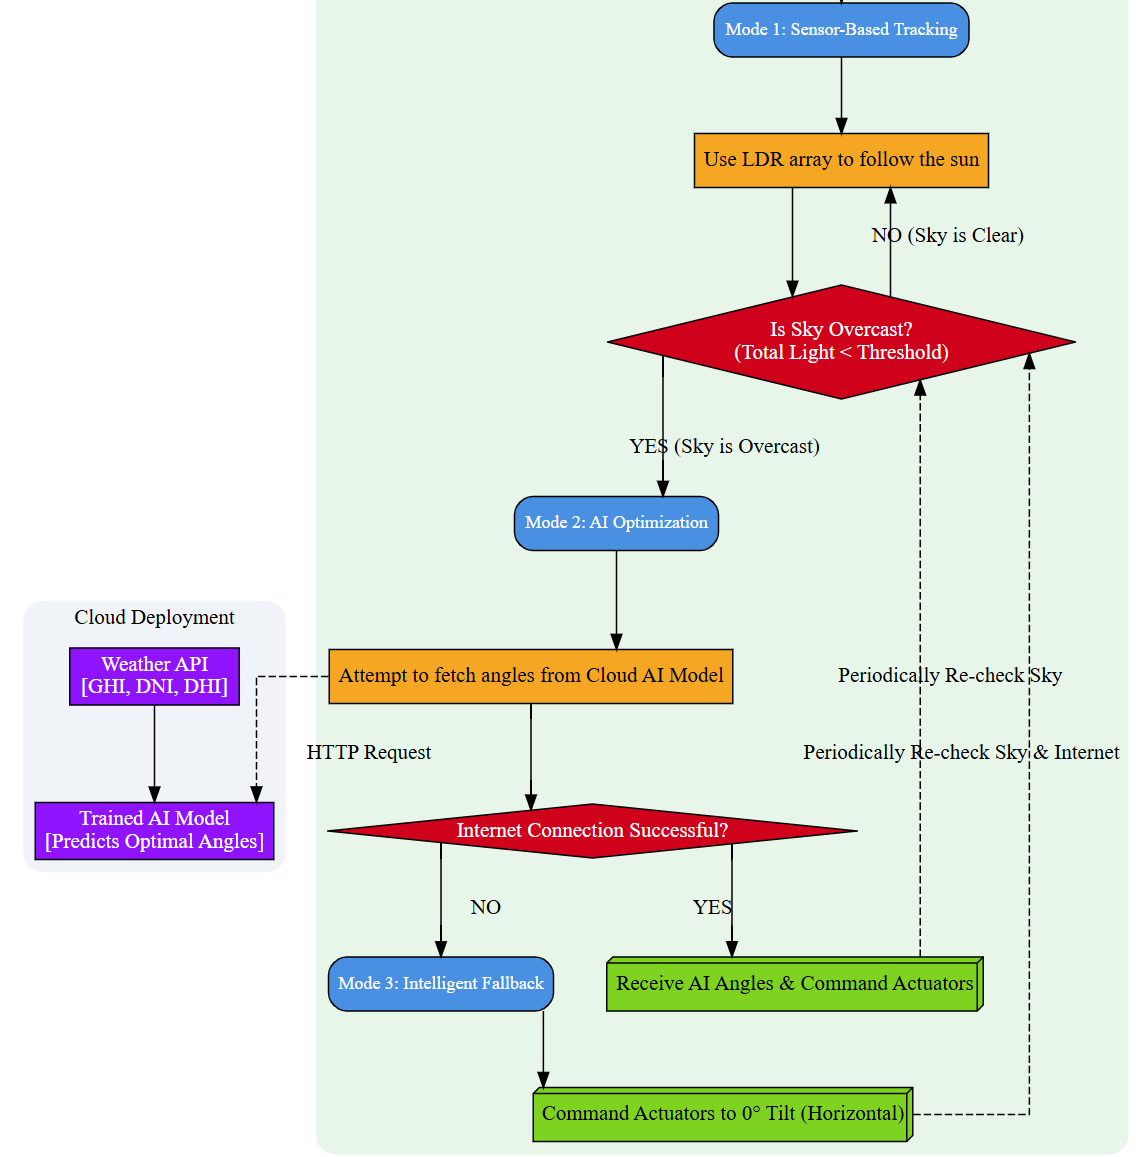 Mode 1: Sensor-Based Tracking
Use LDR array to follow the sun
NO (Sky is Clear)
Is Sky Overcast?
(Total Light < Threshold)
YES (Sky is Overcast)
Mode 2: AI Optimization
Cloud Deployment
Weather API
[GHI, DNI, DHI]
Attempt to fetch angles from Cloud AI Model
Periodically Re-check Sky
HTTP Request
Periodically Re-check Sky & Internet
Trained AI Model
[Predicts Optimal Angles]
Internet Connection Successful?
NO
YES
Mode 3: Intelligent Fallback
Receive AI Angles & Command Actuators
Command Actuators to 0° Tilt (Horizontal)